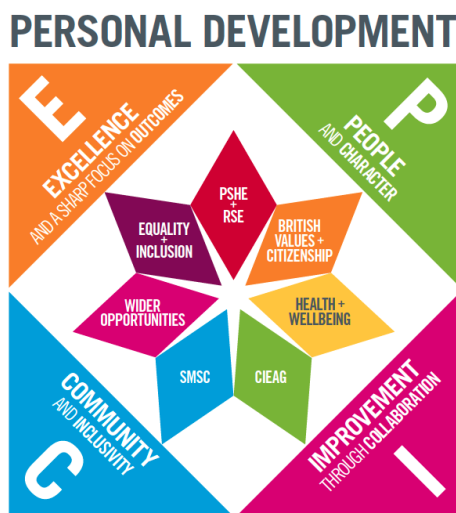 PERSONAL DEVELOPMENT
E
EXCELLENCE
AND A SHARP FOCUS ON OUTCOMES
P
PEOPLE
AND CHARACTER
PSHE
+
RSE
EQUALITY
+
INCLUSION
BRITISH
VALUES +
CITIZENSHIP
WIDER
OPPORTUNITIES
HEALTH +
WELLBEING
SMSC
CIEAG
COMMUNITY
AND INCLUSIVITY
C
IMPROVEMENT
THROUGH COLLABORATION
I